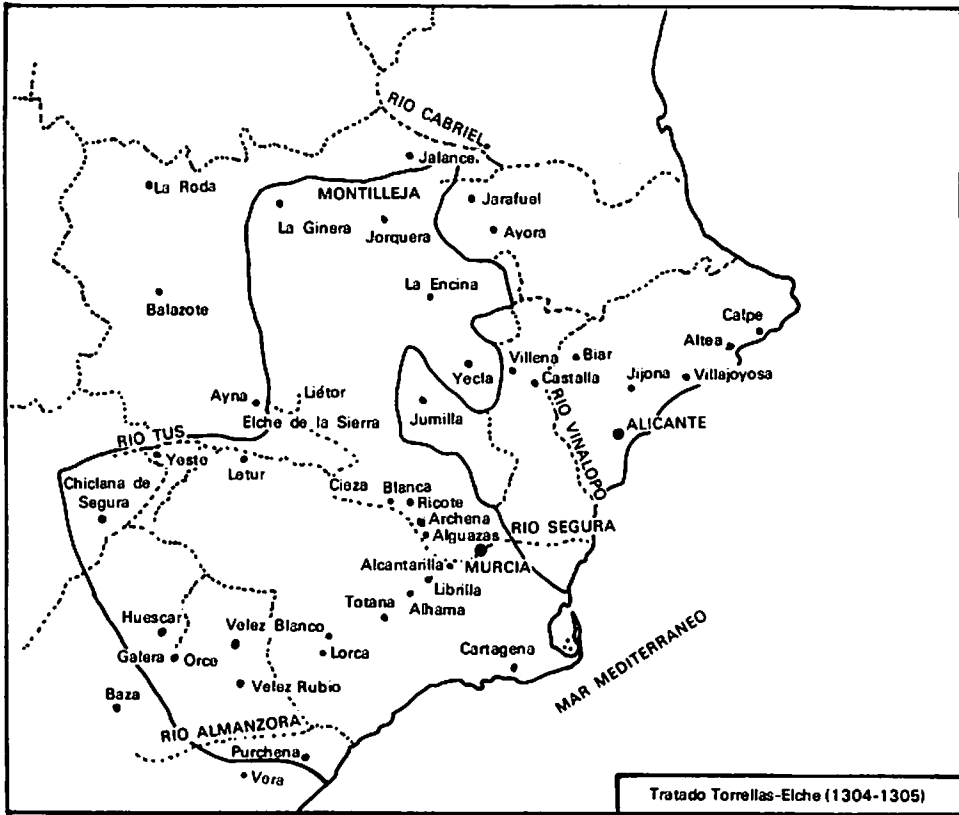 RIO CABRIEL
Jalance
La Roda
MONTILLEJA
Jarafuel
La Ginera
Jorquera
Ayora
La Encina
Balazote
Calpe
Altea
Villena
Biar
Yecla
Castalla
Jijona
Villajoyosa
Ayna
Liétor
Jumilla
Elche de la Sierra
RIO VINALOPO
ALICANTE
RIO TUS
Yeste
Letur
Chiclana de
Segura
Cieza
Blanca
Ricote
Archena
RIO SEGURA
Alguazas
Alcantarilla
MURCIA
Librilla
Alhama
Totana
Huescar
Velez Blanco
Galera
Orce
Lorca
Cartagena
MAR MEDITERRANEO
Baza
Velez Rubio
RIO ALMANZORA
Purchena
Vera
Tratado Torrellas-Elche (1304-1305)